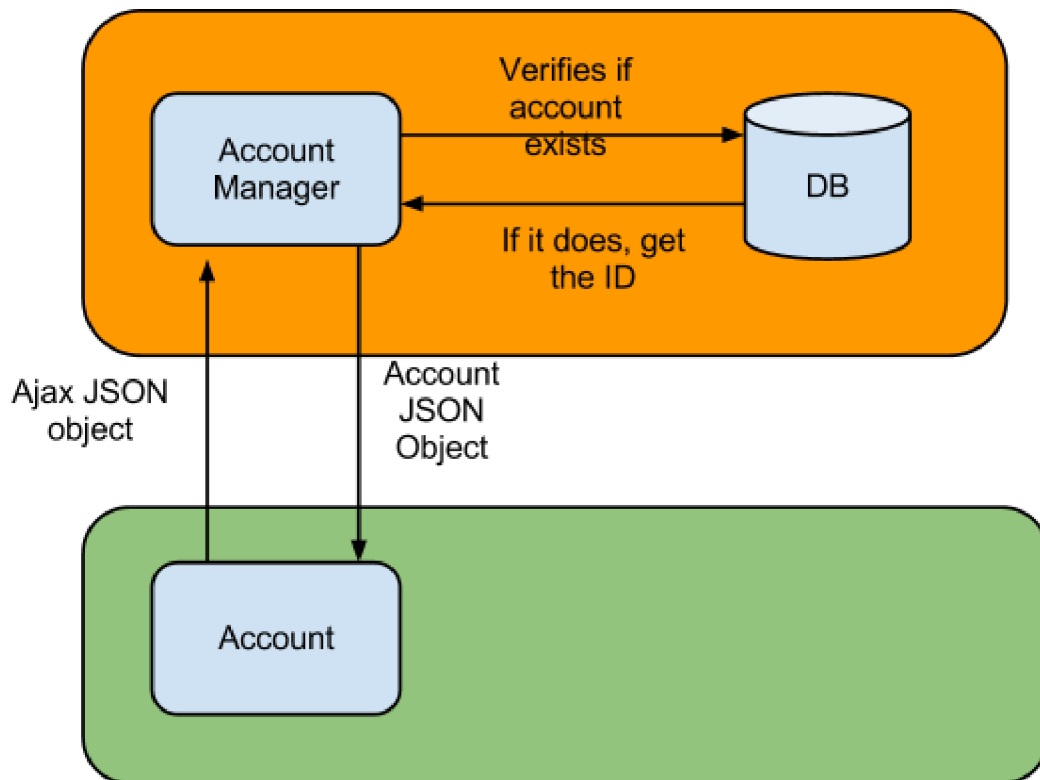 Verifies if
account
exists
Account
Manager
DB
If it does, get
the ID
Ajax JSON
object
Account
JSON
Object
Account